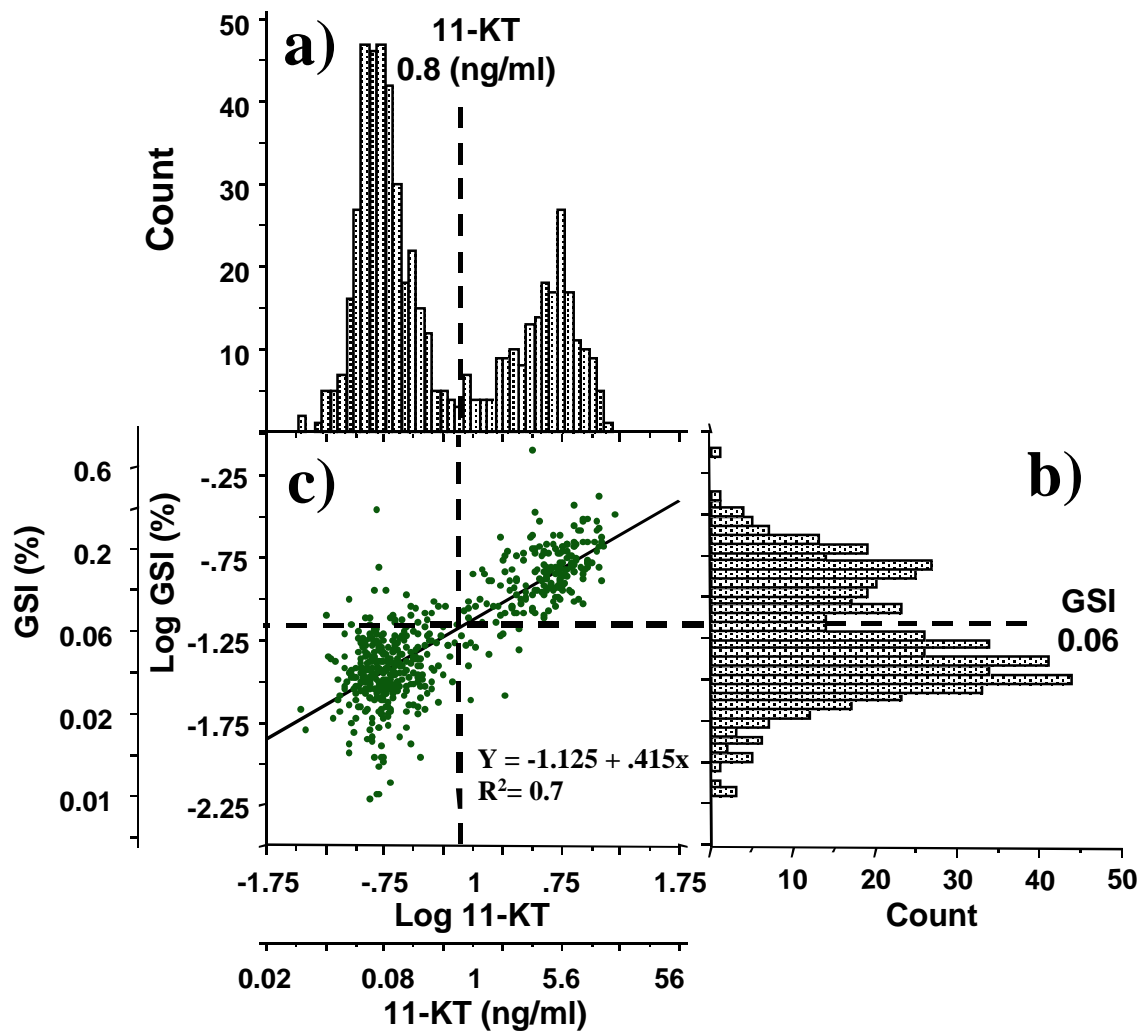 a)
11-KT
0.8 (ng/ml)
50
40
30
20
10
Count
c)
-.25
-.75
-1.25
-1.75
-2.25
Log GSI (%)
0.6
0.2
0.06
0.02
0.01
GSI (%)
Y = -1.125 + .415x
R2= 0.7
-1.75 -.75 1 .75 1.75
Log 11-KT
0.02 0.08 1 5.6 56
11-KT (ng/ml)
b)
GSI
0.06
10 20 30 40 50
Count